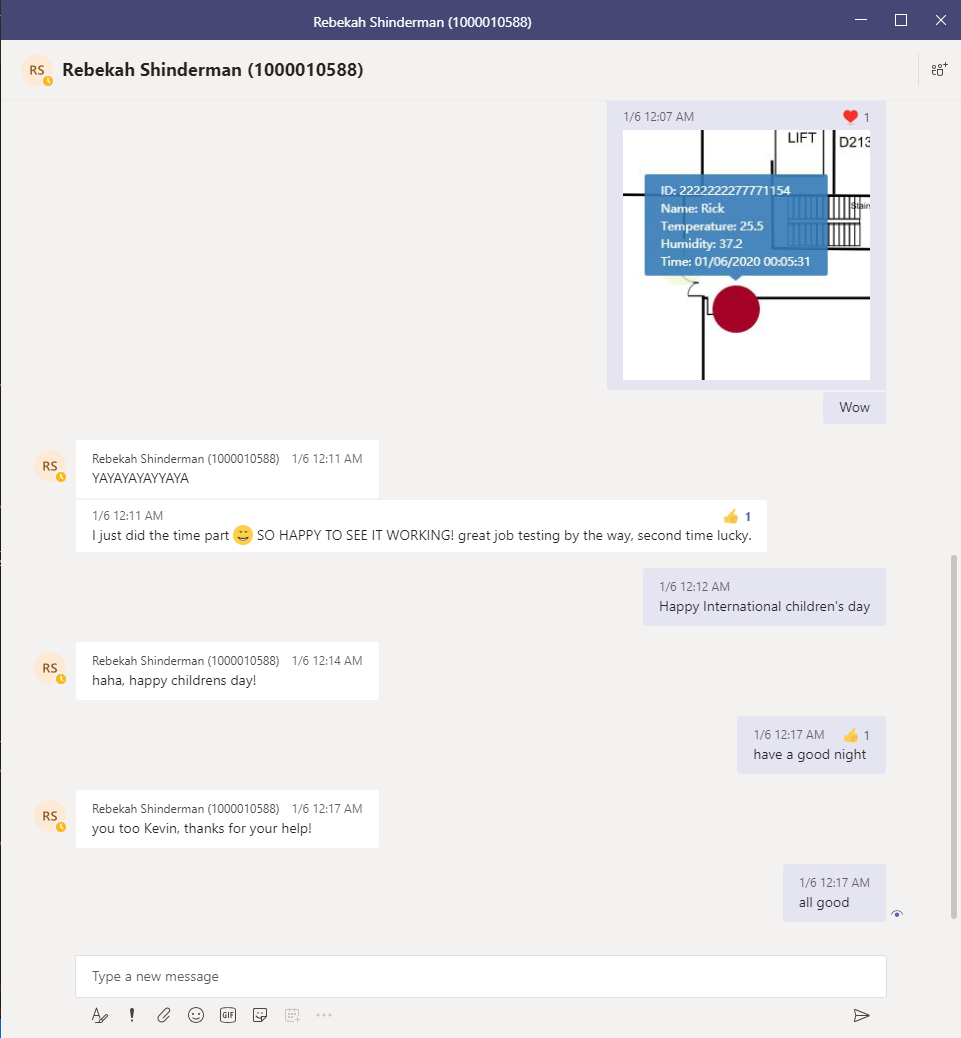 Rebekah Shinderman (1000010588)
RS
Rebekah Shinderman (1000010588)
1/6 12:07 AM
1
LIFT
D213
Stair
ID: 2222222277771154
Name: Rick
Temperature: 25.5
Humidity: 37.2
Time: 01/06/2020 00:05:31
Wow
RS
Rebekah Shinderman (1000010588) 1/6 12:11 AM
YAYAYAYAYYAYA
1/6 12:11 AM
1
I just did the time part 😄 SO HAPPY TO SEE IT WORKING! great job testing by the way, second time lucky.
1/6 12:12 AM
Happy International children's day
RS
Rebekah Shinderman (1000010588) 1/6 12:14 AM
haha, happy childrens day!
1/6 12:17 AM
1
have a good night
RS
Rebekah Shinderman (1000010588) 1/6 12:17 AM
you too Kevin, thanks for your help!
1/6 12:17 AM
all good
Type a new message
GIF